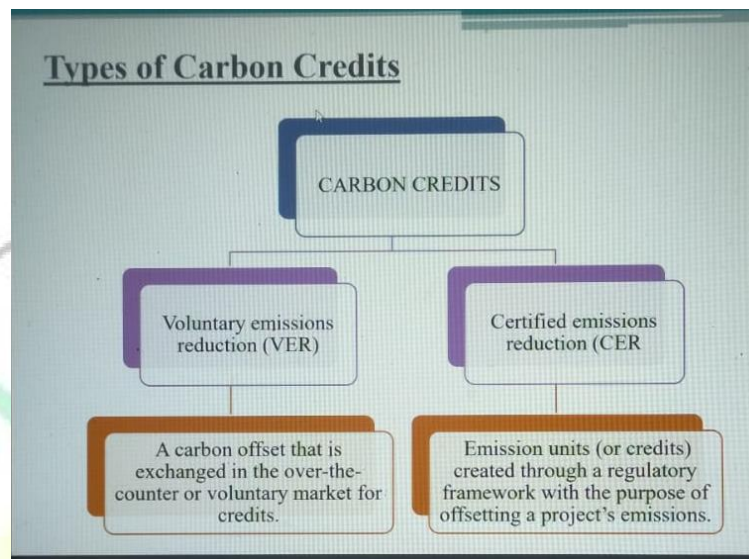 Types of Carbon Credits
CARBON CREDITS
Voluntary emissions
reduction (VER)
Certified emissions
reduction (CER
A carbon offset that is
exchanged in the over-the-
counter or voluntary market for
credits.
Emission units (or credits)
created through a regulatory
framework with the purpose of
offsetting a project's emissions.